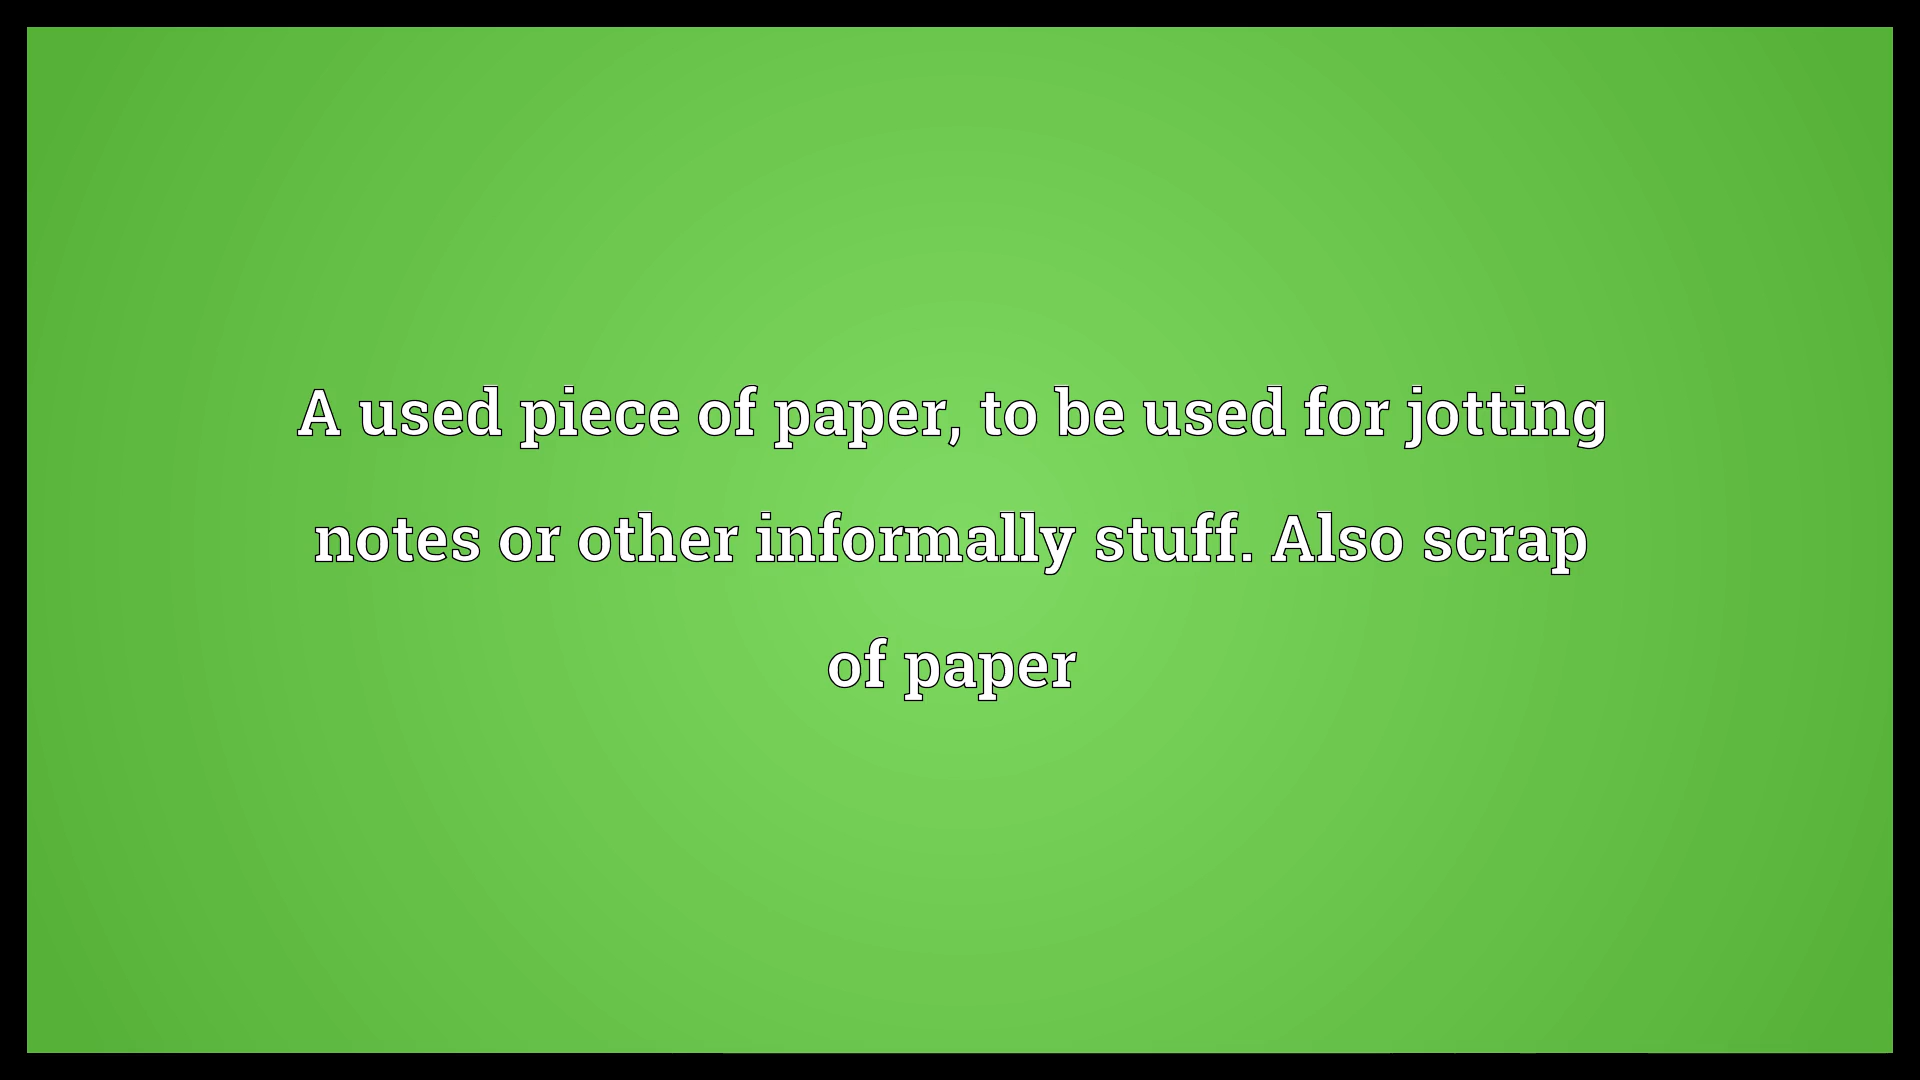 A used piece of paper, to be used for jotting
notes or other informally stuff. Also scrap
of paper